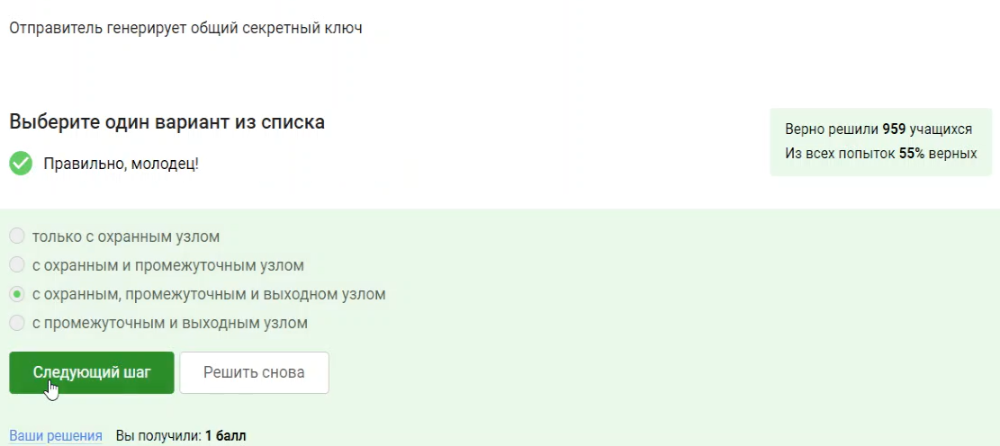 Отправитель генерирует общий секретный ключ
Выберите один вариант из списка
Верно решили 959 учащихся
Из всех попыток 55% верных
Правильно, молодец!
только с охранным узлом
с охранным и промежуточным узлом
с охранным, промежуточным и выходном узлом
с промежуточным и выходным узлом
Следующий шаг
Решить снова
Ваши решения Вы получили: 1 балл